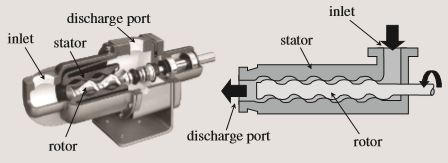 discharge port
inlet
stator
rotor
inlet
stator
discharge port
rotor